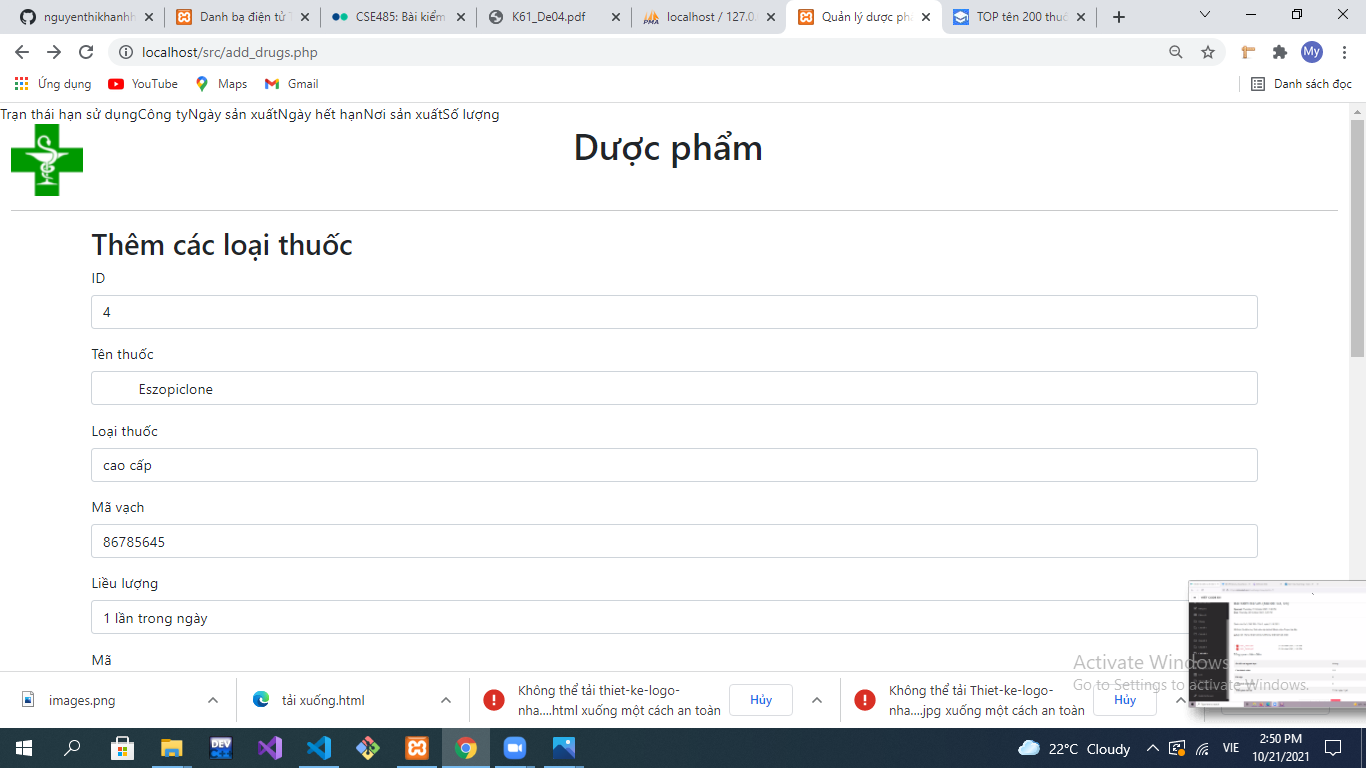 nguyenthikhanhh
Danh bạ điện tử T
CSE485: Bài kiểm
K61_De04.pdf
localhost / 127.0.
Quản lý dược ph
TOP tên 200 thuố
localhost/src/add_drugs.php
My
Ứng dụng
YouTube
Maps
Gmail
Danh sách đọc
Trạn thái hạn sử dụngCông tyNgày sản xuấtNgày hết hạnNơi sản xuấtSố lượng
Dược phẩm
Thêm các loại thuốc
ID
4
Tên thuốc
Eszopiclone
Loại thuốc
cao cấp
Mã vạch
86785645
Liều lượng
1 lần trong ngày
Mã
Activate Windows
Go to Settings to activate Windows.
images.png
tải xuống.html
Không thể tải thiet-ke-logo-
nha....html xuống một cách an toàn
Hủy
Không thể tải Thiet-ke-logo-
nha....jpg xuống một cách an toàn
Hủy
DEV
22°C Cloudy
VIE
2:50 PM
10/21/2021